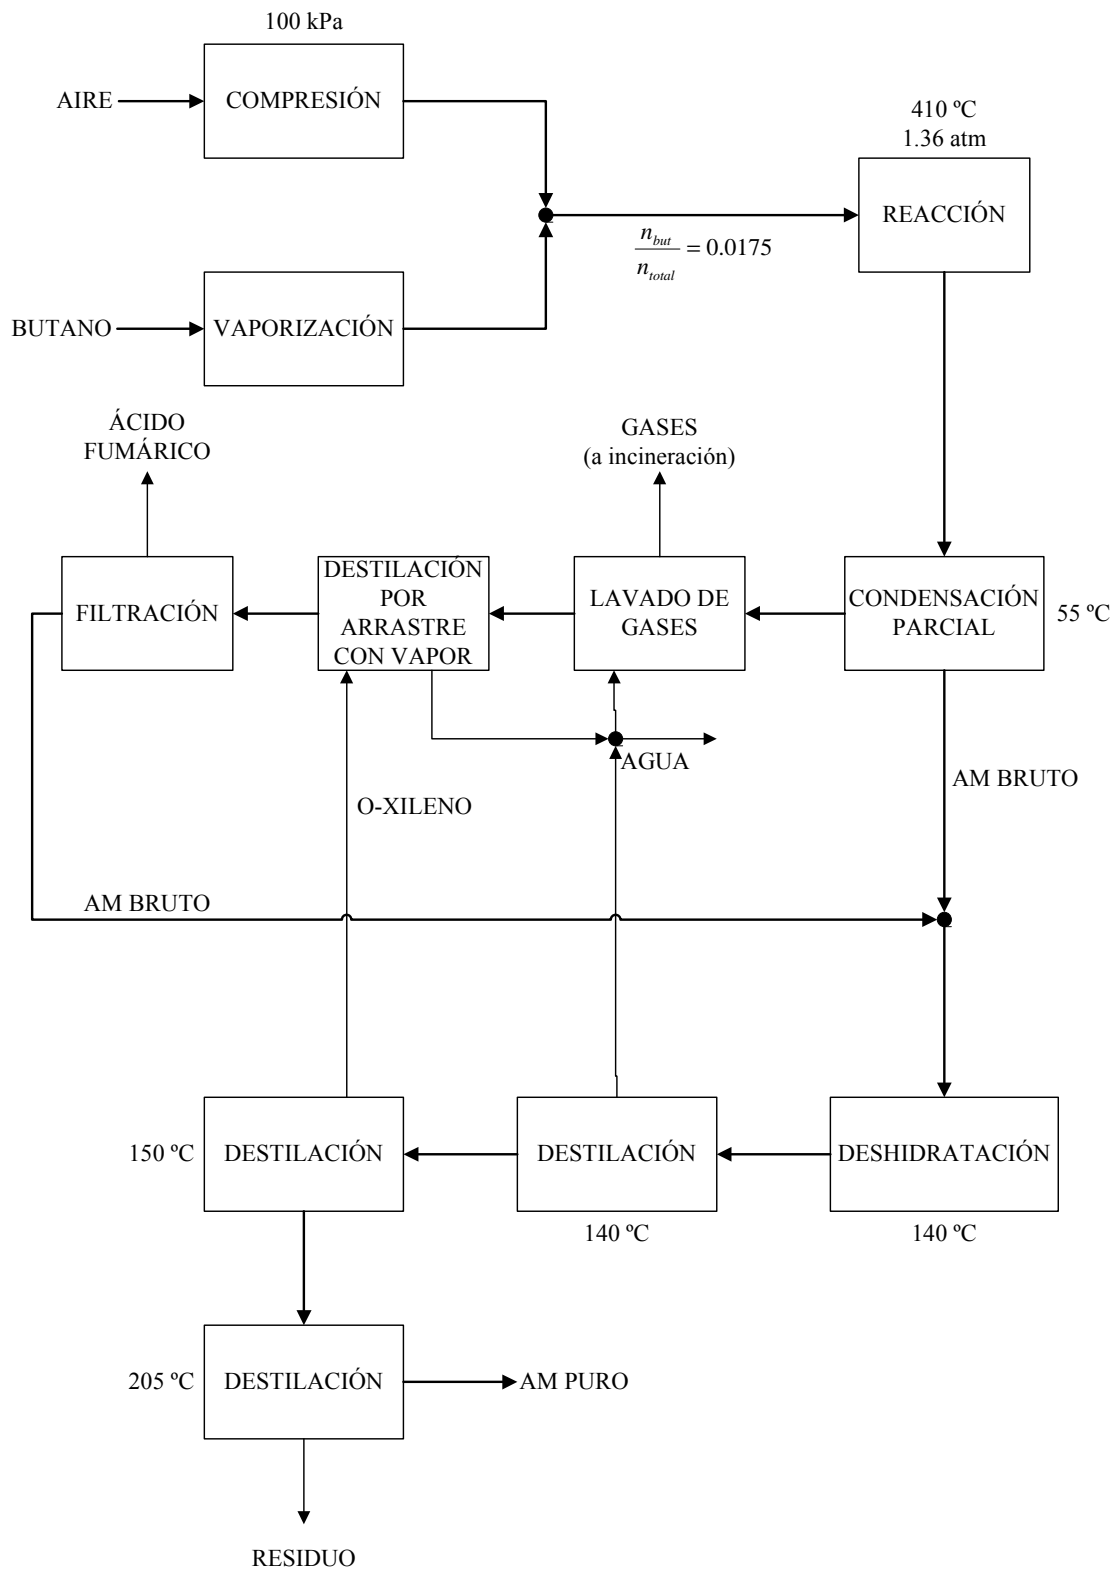 100 kPa
AIRE
COMPRESIÓN
410 ºC
1.36 atm
REACCIÓN
n_but / n_total = 0.0175
BUTANO
VAPORIZACIÓN
ÁCIDO
FUMÁRICO
GASES
(a incineración)
FILTRACIÓN
DESTILACIÓN
POR
ARRASTRE
CON VAPOR
LAVADO DE
GASES
CONDENSACIÓN
PARCIAL
55 ºC
AGUA
AM BRUTO
O-XILENO
AM BRUTO
150 ºC
DESTILACIÓN
DESTILACIÓN
DESHIDRATACIÓN
140 ºC
140 ºC
205 ºC
DESTILACIÓN
AM PURO
RESIDUO